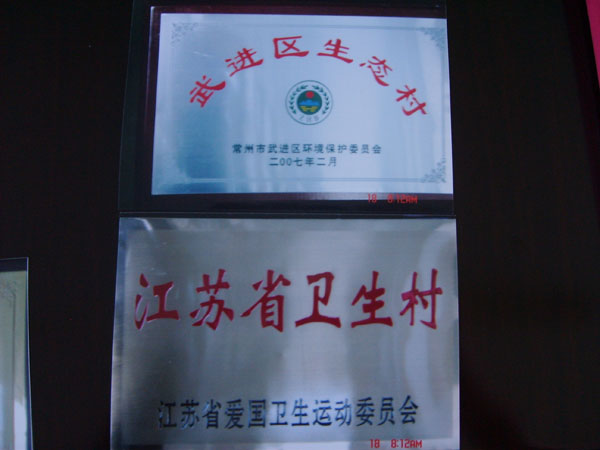 武进区生态村
常州市武进区环境保护委员会
二00七年二月
18 8:12AM
江苏省卫生村
江苏省爱国卫生运动委员会
18 8:12AM